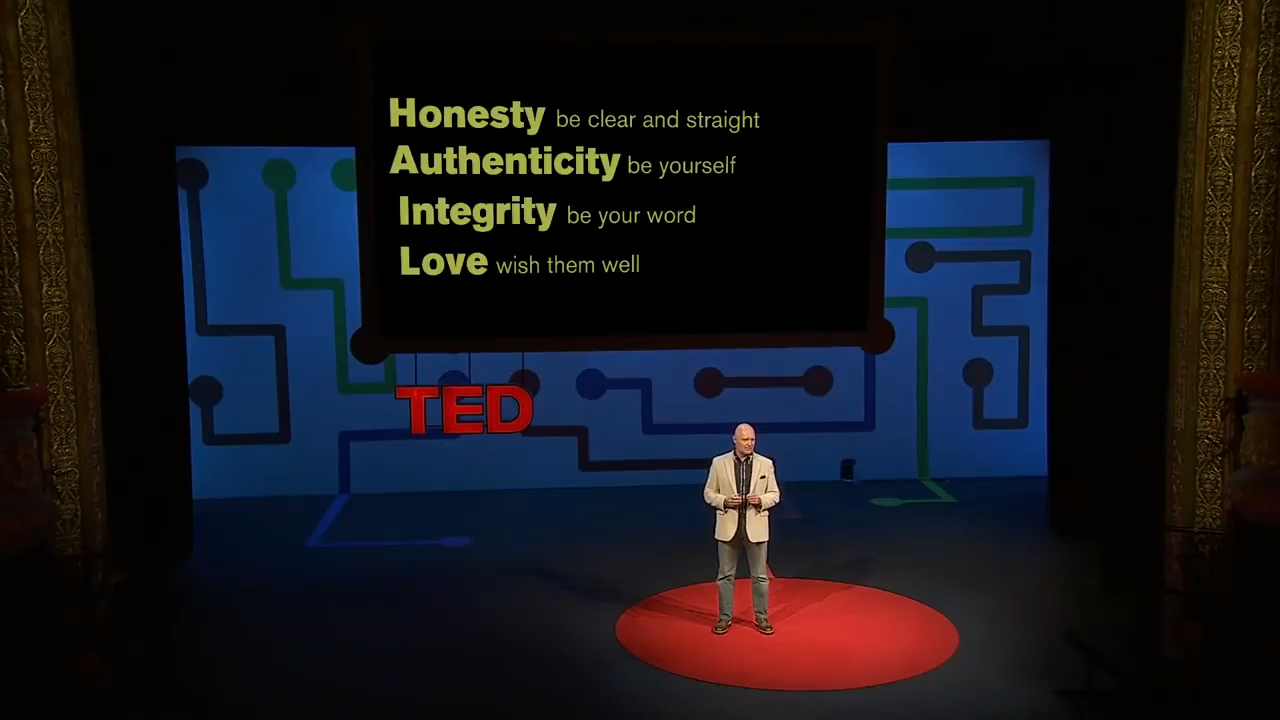 Honesty be clear and straight
Authenticity be yourself
Integrity be your word
Love wish them well
TED